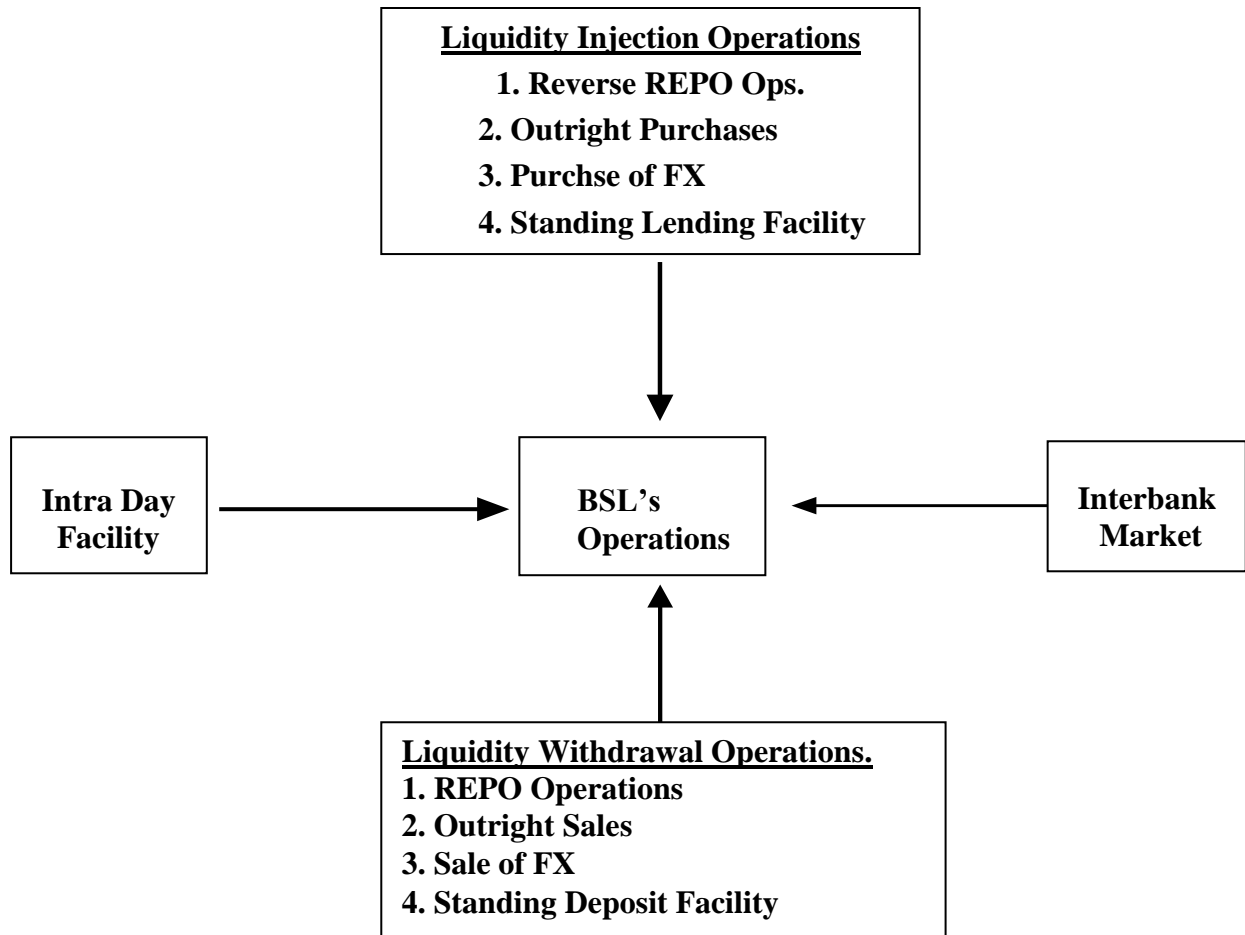 Liquidity Injection Operations
1. Reverse REPO Ops.
2. Outright Purchases
3. Purchse of FX
4. Standing Lending Facility
Intra Day
Facility
BSL’s
Operations
Interbank
Market
Liquidity Withdrawal Operations.
1. REPO Operations
2. Outright Sales
3. Sale of FX
4. Standing Deposit Facility